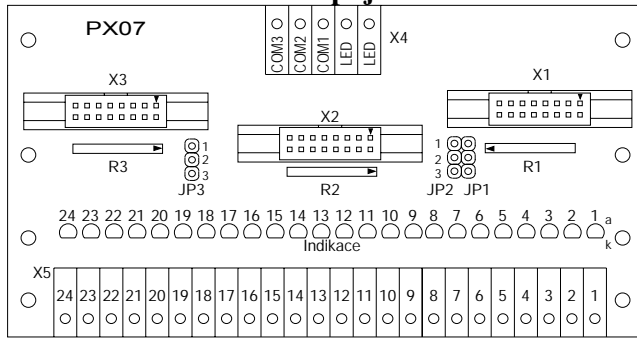 PX07
COM3 COM2 COM1 LED LED
X4
X3
X2
X1
1
2
3
1
2
3
R3
JP3
R2
JP2 JP1
R1
24 23 22 21 20 19 18 17 16 15 14 13 12 11 10 9 8 7 6 5 4 3 2 1 a
k
Indikace
X5
24 23 22 21 20 19 18 17 16 15 14 13 12 11 10 9 8 7 6 5 4 3 2 1